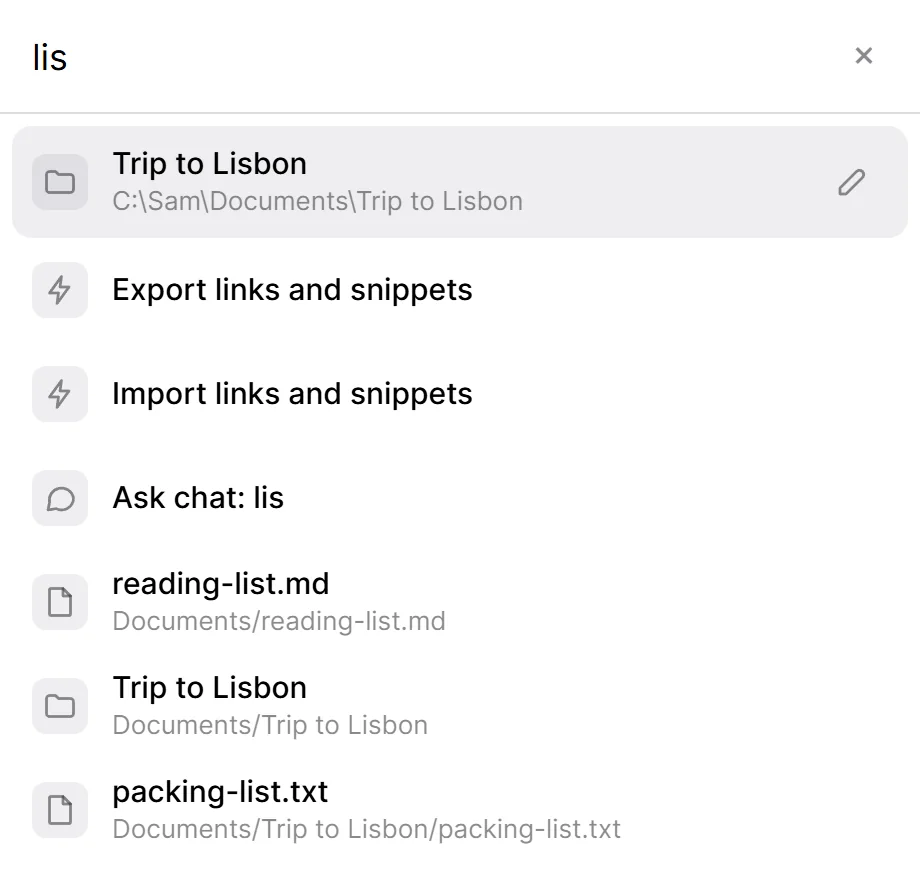 lis
Trip to Lisbon
C:\Sam\Documents\Trip to Lisbon
Export links and snippets
Import links and snippets
Ask chat: lis
reading-list.md
Documents/reading-list.md
Trip to Lisbon
Documents/Trip to Lisbon
packing-list.txt
Documents/Trip to Lisbon/packing-list.txt